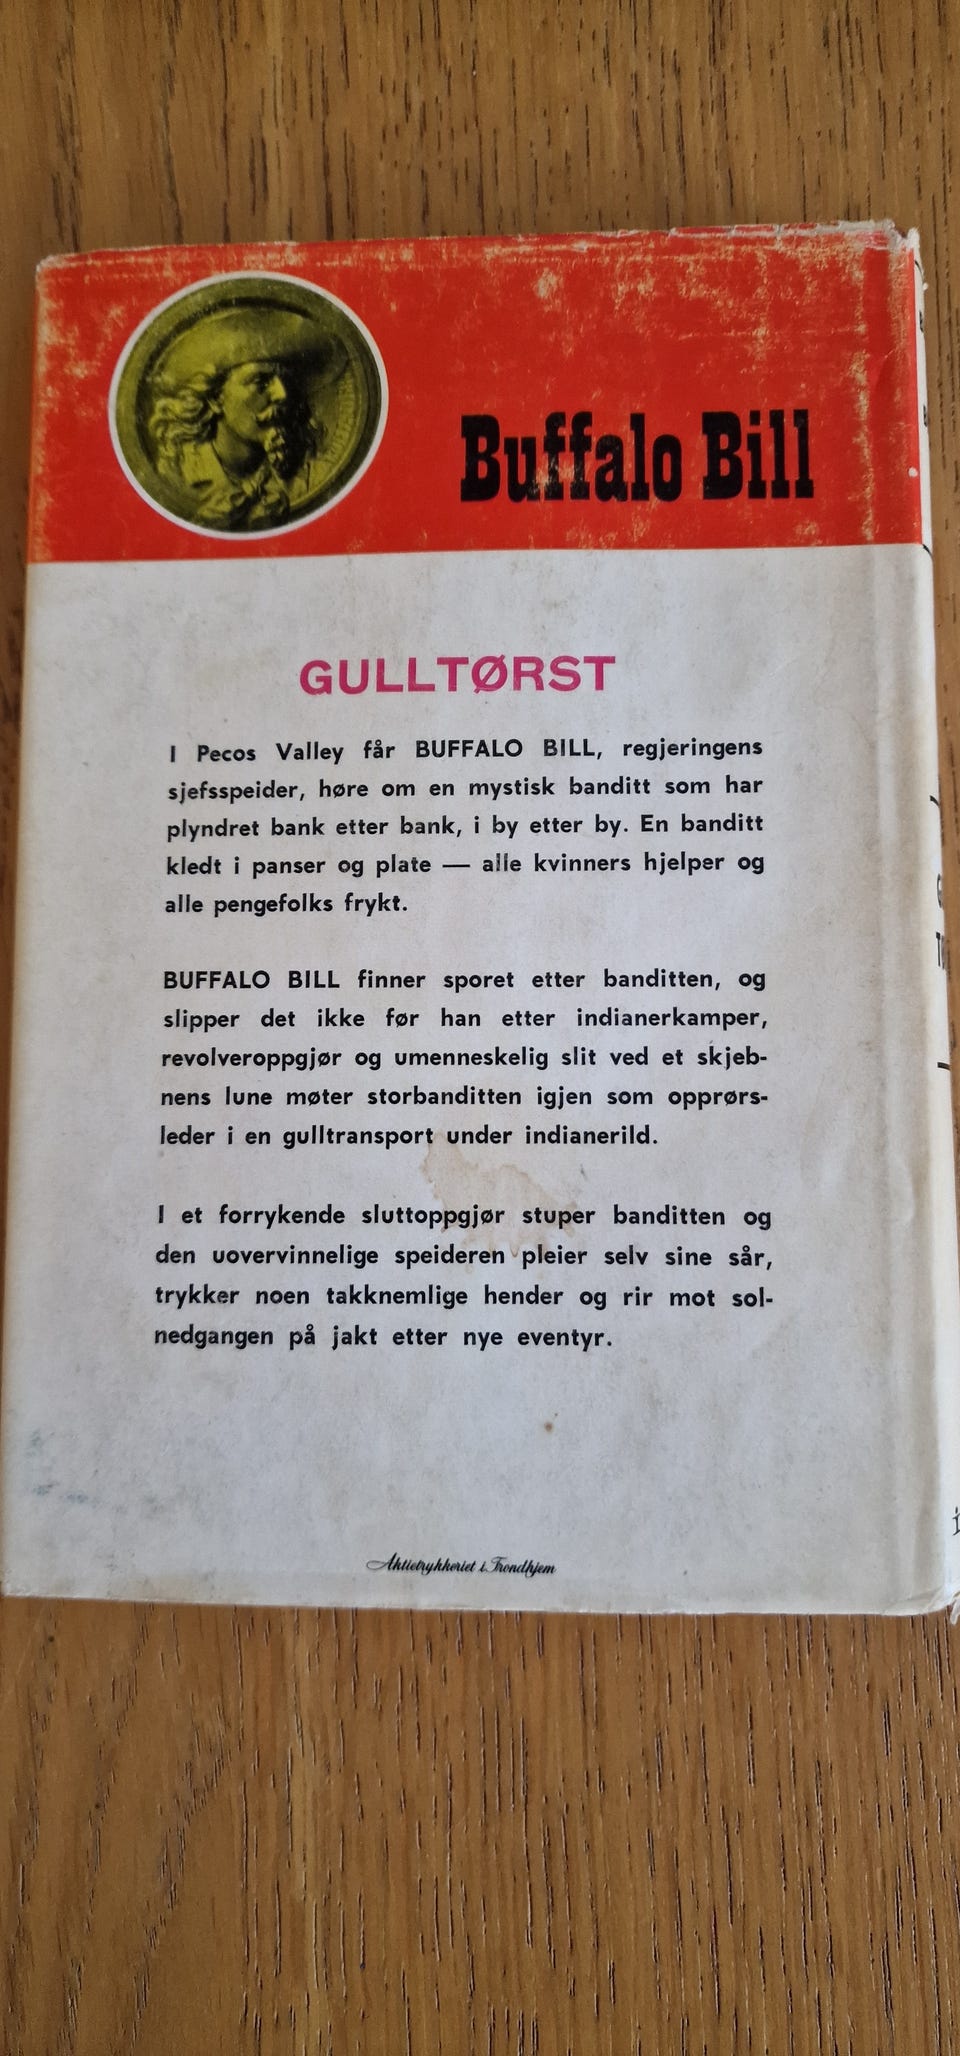 Buffalo Bill
GULLTØRST
I Pecos Valley får BUFFALO BILL, regjeringens
sjefsspeider, høre om en mystisk banditt som har
plyndret bank etter bank, i by etter by. En banditt
kledt i panser og plate — alle kvinners hjelper og
alle pengefolks frykt.
BUFFALO BILL finner sporet etter banditten, og
slipper det ikke før han etter indianerkamper,
revolveroppgjør og umenneskelig slit ved et skjeb-
nens lune møter storbanditten igjen som opprørs-
leder i en gulltransport under indianerild.
I et forrykende sluttoppgjør stuper banditten og
den uovervinnelige speideren pleier selv sine sår,
trykker noen takknemlige hender og rir mot sol-
nedgangen på jakt etter nye eventyr.
Aktietrykkeriet i Trondhjem